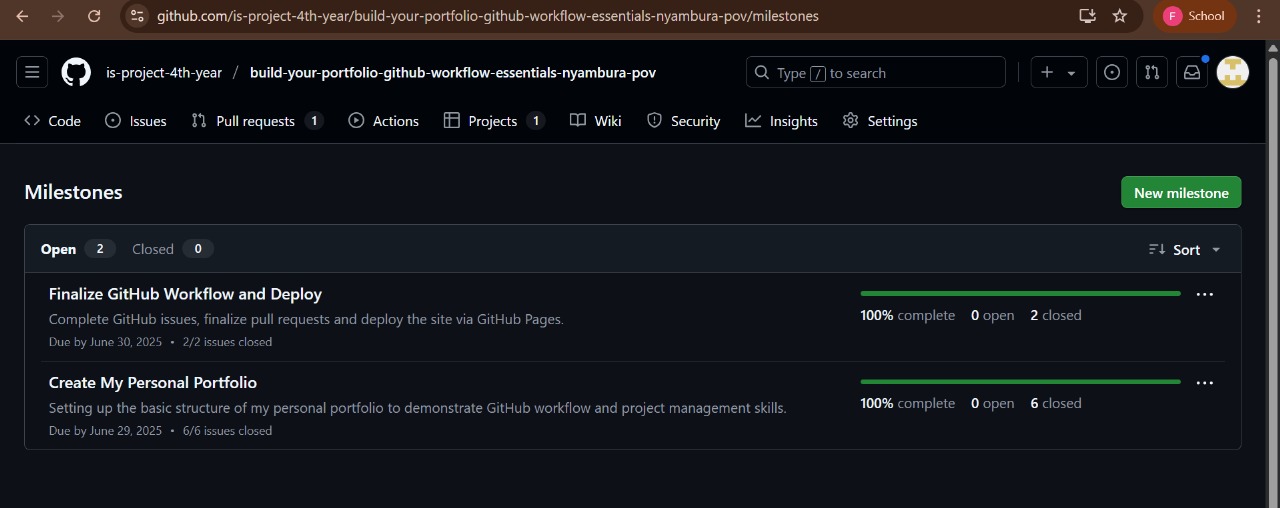 github.com/is-project-4th-year/build-your-portfolio-github-workflow-essentials-nyambura-pov/milestones
F School
is-project-4th-year / build-your-portfolio-github-workflow-essentials-nyambura-pov
Type / to search
Code Issues Pull requests 1 Actions Projects 1 Wiki Security Insights Settings
Milestones
New milestone
Open 2 Closed 0
Sort
Finalize GitHub Workflow and Deploy
Complete GitHub issues, finalize pull requests and deploy the site via GitHub Pages.
Due by June 30, 2025 • 2/2 issues closed
100% complete 0 open 2 closed
Create My Personal Portfolio
Setting up the basic structure of my personal portfolio to demonstrate GitHub workflow and project management skills.
Due by June 29, 2025 • 6/6 issues closed
100% complete 0 open 6 closed